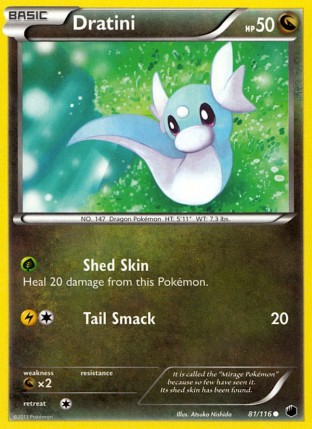 BASIC
Dratini
HP50
NO. 147 Dragon Pokémon HT: 5'11" WT: 7.3 lbs.
Shed Skin
Heal 20 damage from this Pokémon.
Tail Smack 20
weakness
×2
resistance
retreat
It is called the "Mirage Pokémon"
because so few have seen it.
Its shed skin has been found.
©2013 Pokémon
Illus. Atsuko Nishida
81/116